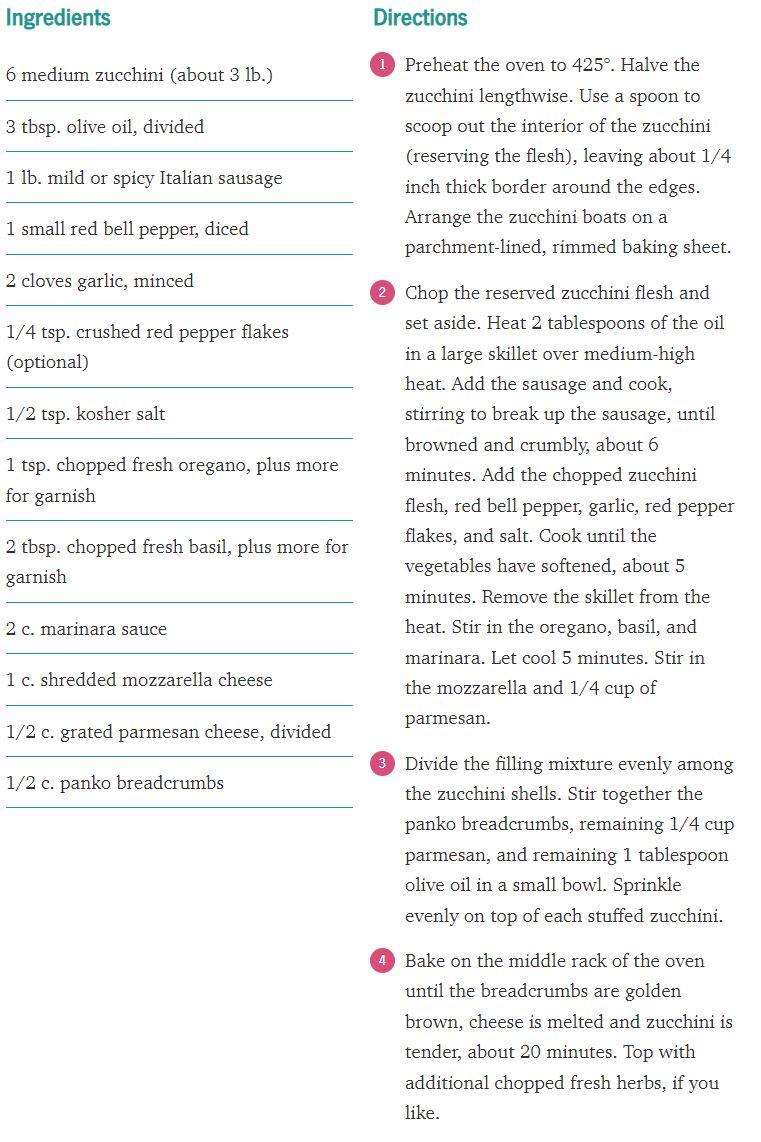 Ingredients
6 medium zucchini (about 3 lb.)
3 tbsp. olive oil, divided
1 lb. mild or spicy Italian sausage
1 small red bell pepper, diced
2 cloves garlic, minced
1/4 tsp. crushed red pepper flakes
(optional)
1/2 tsp. kosher salt
1 tsp. chopped fresh oregano, plus more
for garnish
2 tbsp. chopped fresh basil, plus more for
garnish
2 c. marinara sauce
1 c. shredded mozzarella cheese
1/2 c. grated parmesan cheese, divided
1/2 c. panko breadcrumbs
Directions
1 Preheat the oven to 425°. Halve the
zucchini lengthwise. Use a spoon to
scoop out the interior of the zucchini
(reserving the flesh), leaving about 1/4
inch thick border around the edges.
Arrange the zucchini boats on a
parchment-lined, rimmed baking sheet.
2 Chop the reserved zucchini flesh and
set aside. Heat 2 tablespoons of the oil
in a large skillet over medium-high
heat. Add the sausage and cook,
stirring to break up the sausage, until
browned and crumbly, about 6
minutes. Add the chopped zucchini
flesh, red bell pepper, garlic, red pepper
flakes, and salt. Cook until the
vegetables have softened, about 5
minutes. Remove the skillet from the
heat. Stir in the oregano, basil, and
marinara. Let cool 5 minutes. Stir in
the mozzarella and 1/4 cup of
parmesan.
3 Divide the filling mixture evenly among
the zucchini shells. Stir together the
panko breadcrumbs, remaining 1/4 cup
parmesan, and remaining 1 tablespoon
olive oil in a small bowl. Sprinkle
evenly on top of each stuffed zucchini.
4 Bake on the middle rack of the oven
until the breadcrumbs are golden
brown, cheese is melted and zucchini is
tender, about 20 minutes. Top with
additional chopped fresh herbs, if you
like.